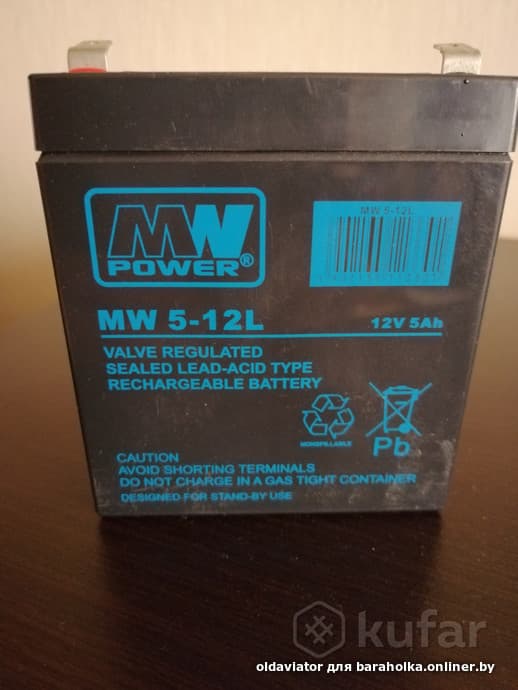 MW
POWER®
MW 5-12L
MW 5-12L
12V 5Ah
VALVE REGULATED
SEALED LEAD-ACID TYPE
RECHARGEABLE BATTERY
NONSPILLABLE
Pb
CAUTION
AVOID SHORTING TERMINALS
DO NOT CHARGE IN A GAS TIGHT CONTAINER
DESIGNED FOR STAND-BY USE
kufar
oldaviator для baraholka.onliner.by